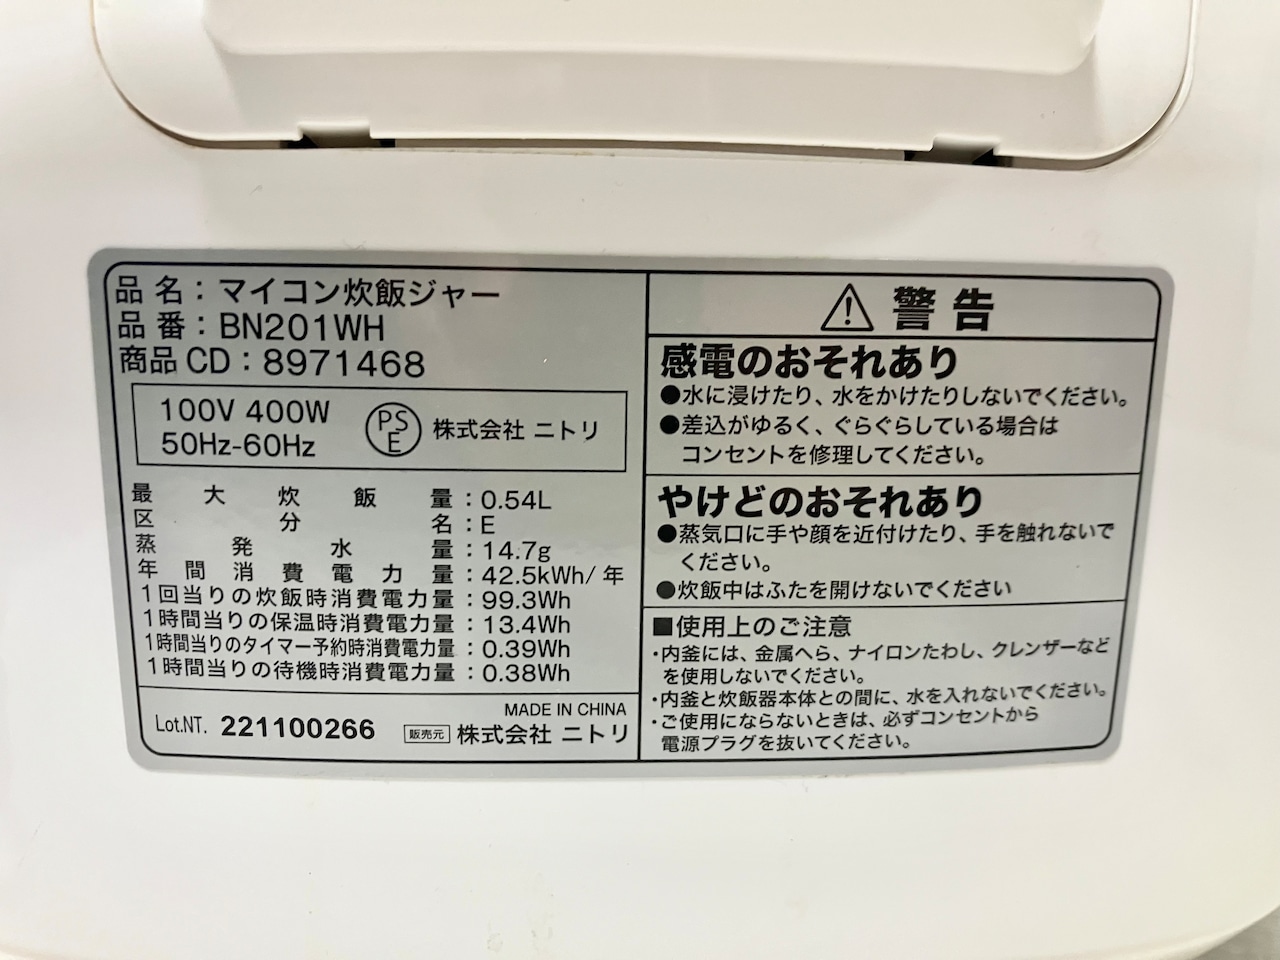 品名：マイコン炊飯ジャー
品番：BN201WH
商品CD：8971468
100V 400W
50Hz-60Hz
PSE
株式会社 ニトリ
最大炊飯量：0.54L
区分名：E
蒸発水量：14.7g
年間消費電力量：42.5kWh/年
1回当りの炊飯時消費電力量：99.3Wh
1時間当りの保温時消費電力量：13.4Wh
1時間当りのタイマー予約時消費電力量：0.39Wh
1時間当りの待機時消費電力量：0.38Wh
MADE IN CHINA
Lot.NT. 221100266 販売元 株式会社 ニトリ
警告
感電のおそれあり
●水に浸けたり、水をかけたりしないでください。
●差込がゆるく、ぐらぐらしている場合は
コンセントを修理してください。
やけどのおそれあり
●蒸気口に手や顔を近付けたり、手を触れないで
ください。
●炊飯中はふたを開けないでください
■使用上のご注意
・内釜には、金属へら、ナイロンたわし、クレンザーなど
を使用しないでください。
・内釜と炊飯器本体との間に、水を入れないでください。
・ご使用にならないときは、必ずコンセントから
電源プラグを抜いてください。